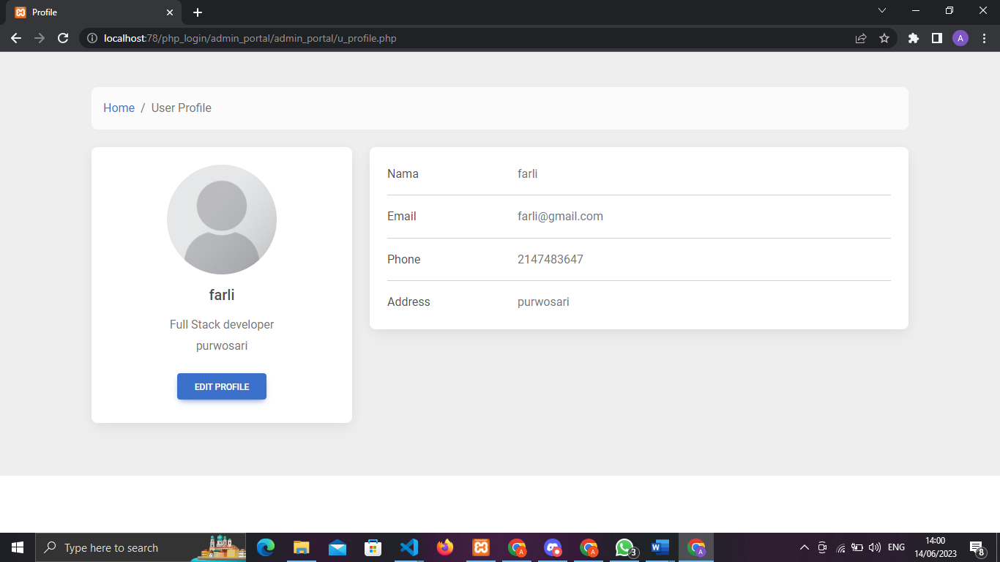 Profile
localhost:78/php_login/admin_portal/admin_portal/u_profile.php
A
Home / User Profile
farli
Full Stack developer
purwosari
EDIT PROFILE
Nama farli
Email farli@gmail.com
Phone 2147483647
Address purwosari
Type here to search
A
A
3
W
A
ENG
14:00
14/06/2023
8